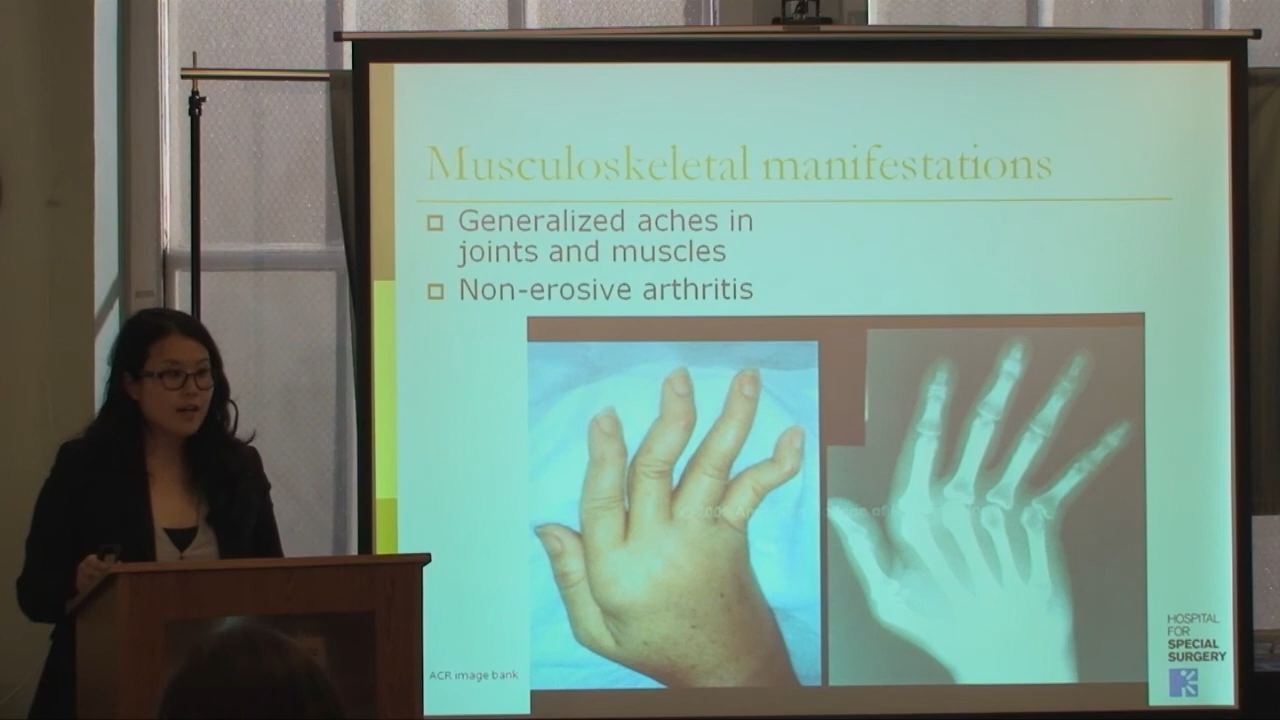 Musculoskeletal manifestations
Generalized aches in
joints and muscles
Non-erosive arthritis
ACR image bank
HOSPITAL
FOR
SPECIAL
SURGERY